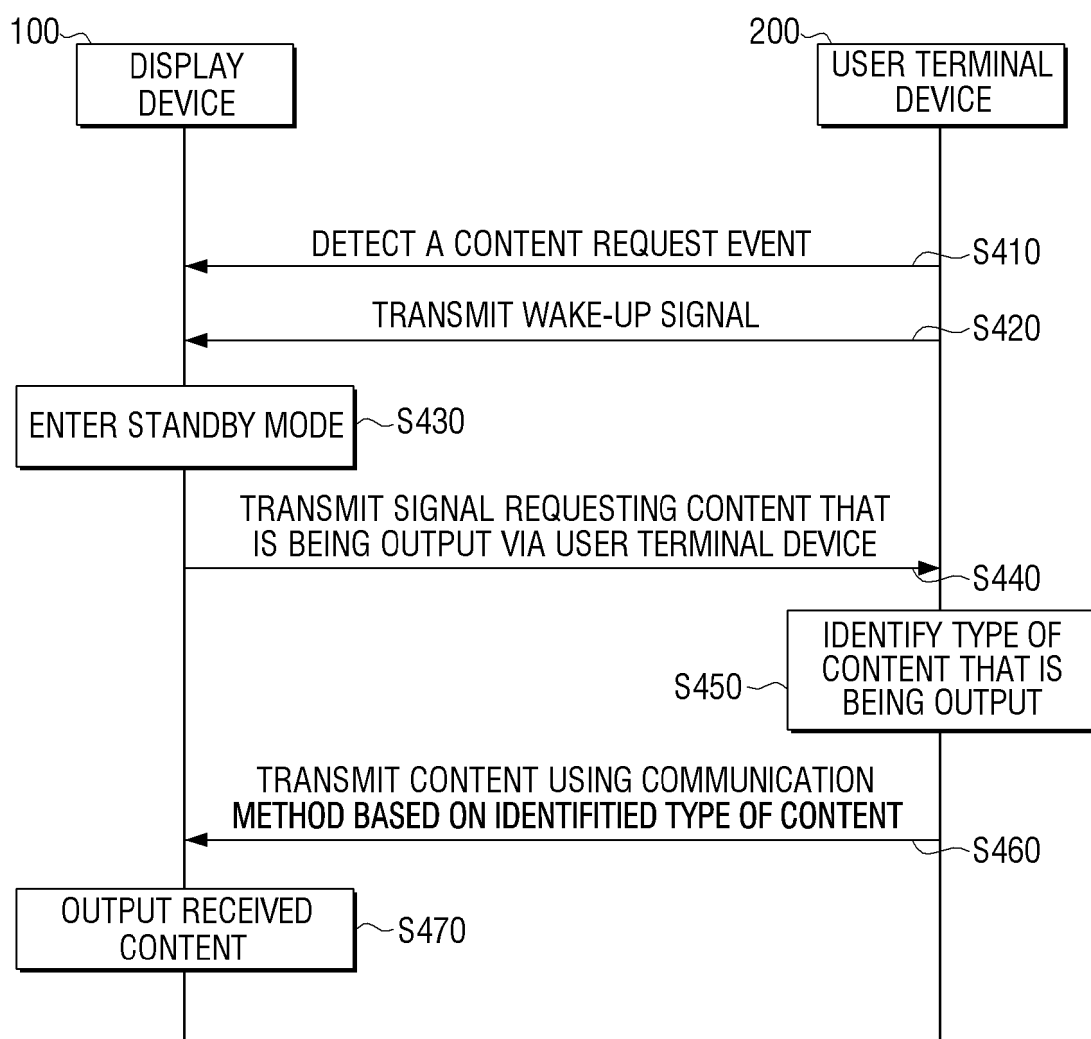 100
DISPLAY
DEVICE
200
USER TERMINAL
DEVICE
DETECT A CONTENT REQUEST EVENT
S410
TRANSMIT WAKE-UP SIGNAL
S420
ENTER STANDBY MODE
S430
TRANSMIT SIGNAL REQUESTING CONTENT THAT
IS BEING OUTPUT VIA USER TERMINAL DEVICE
S440
IDENTIFY TYPE OF
CONTENT THAT IS
BEING OUTPUT
S450
TRANSMIT CONTENT USING COMMUNICATION
METHOD BASED ON IDENTIFITIED TYPE OF CONTENT
S460
OUTPUT RECEIVED
CONTENT
S470